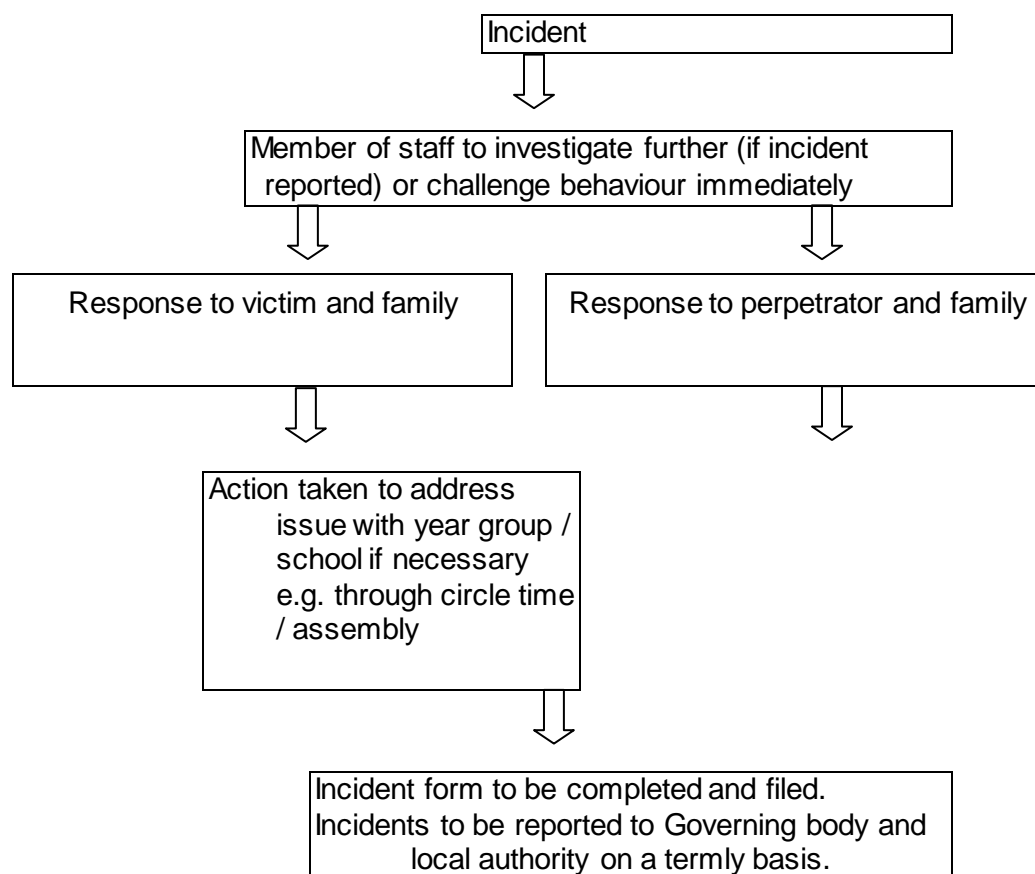 Incident
Member of staff to investigate further (if incident
reported) or challenge behaviour immediately
Response to victim and family
Response to perpetrator and family
Action taken to address
issue with year group /
school if necessary
e.g. through circle time
/ assembly
Incident form to be completed and filed.
Incidents to be reported to Governing body and
local authority on a termly basis.